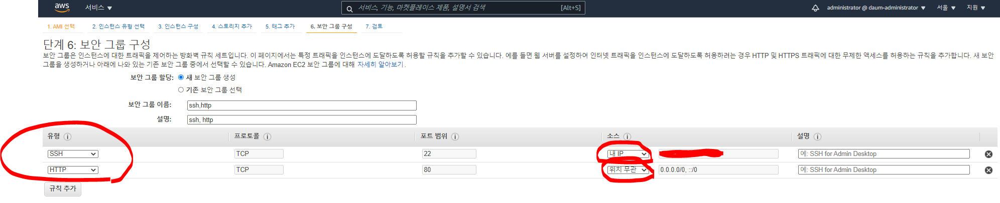 aws 서비스 서비스, 기능, 마켓플레이스 제품, 설명서 검색 [Alt+S] administrator @ daum-administrator 서울 지원
1. AMI 선택 2. 인스턴스 유형 선택 3. 인스턴스 구성 4. 스토리지 추가 5. 태그 추가 6. 보안 그룹 구성 7. 검토
단계 6: 보안 그룹 구성
보안 그룹은 인스턴스에 대한 트래픽을 제어하는 방화벽 규칙 세트입니다. 이 페이지에서는 특정 트래픽을 인스턴스에 도달하도록 허용할 규칙을 추가할 수 있습니다. 예를 들면 웹 서버를 설정하여 인터넷 트래픽을 인스턴스에 도달하도록 허용하려는 경우 HTTP 및 HTTPS 트래픽에 대한 무제한 액세스를 허용하는 규칙을 추가합니다. 새 보안
그룹을 생성하거나 아래에 나와 있는 기존 보안 그룹 중에서 선택할 수 있습니다. Amazon EC2 보안 그룹에 대해 자세히 알아보기.
보안 그룹 할당: 새 보안 그룹 생성
기존 보안 그룹 선택
보안 그룹 이름: ssh,http
설명: ssh, http
유형 프로토콜 포트 범위 소스 설명
SSH TCP 22 내 IP 예: SSH for Admin Desktop
HTTP TCP 80 위치 무관 0.0.0.0/0, ::/0 예: SSH for Admin Desktop
규칙 추가